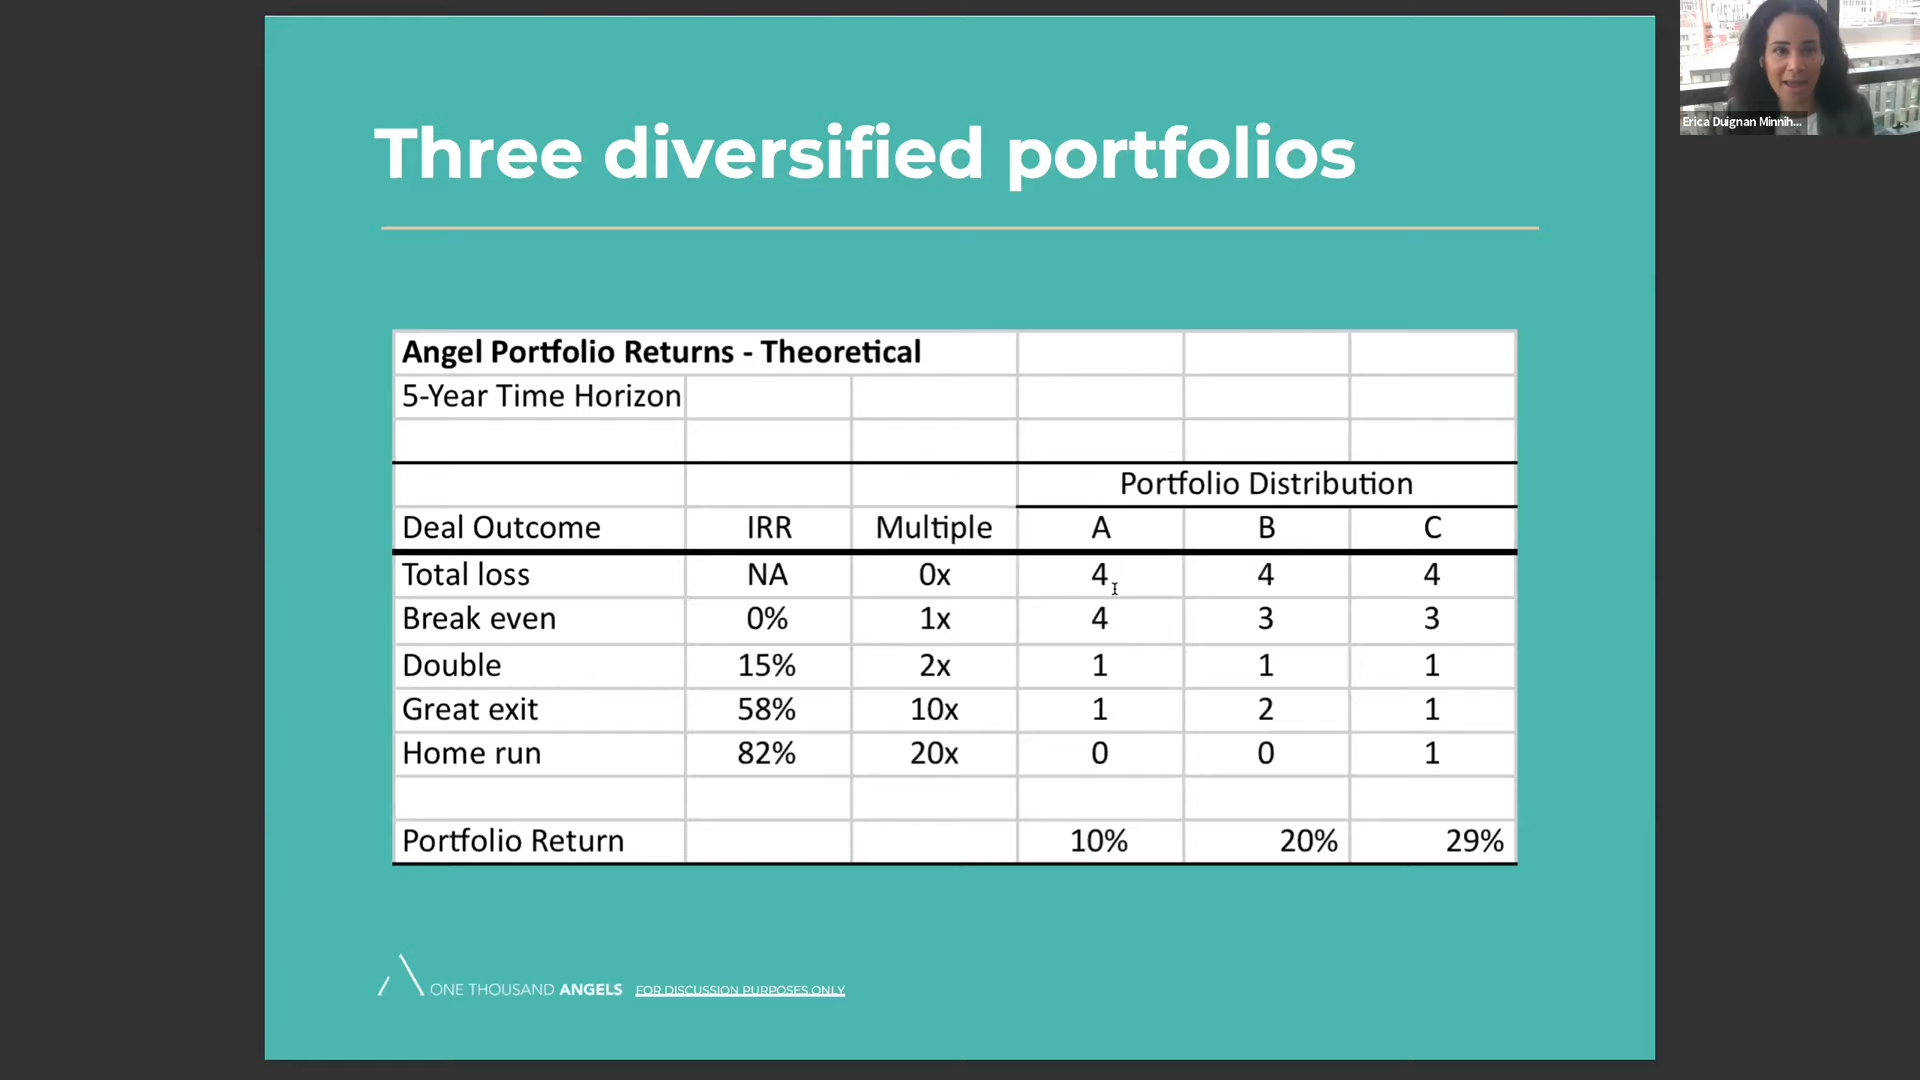 Three diversified portfolios
Erica Duignan Minnih...
Angel Portfolio Returns - Theoretical
5-Year Time Horizon
Portfolio Distribution
Deal Outcome IRR Multiple A B C
Total loss NA 0x 4 4 4
Break even 0% 1x 4 3 3
Double 15% 2x 1 1 1
Great exit 58% 10x 1 2 1
Home run 82% 20x 0 0 1
Portfolio Return 10% 20% 29%
ONE THOUSAND ANGELS FOR DISCUSSION PURPOSES ONLY